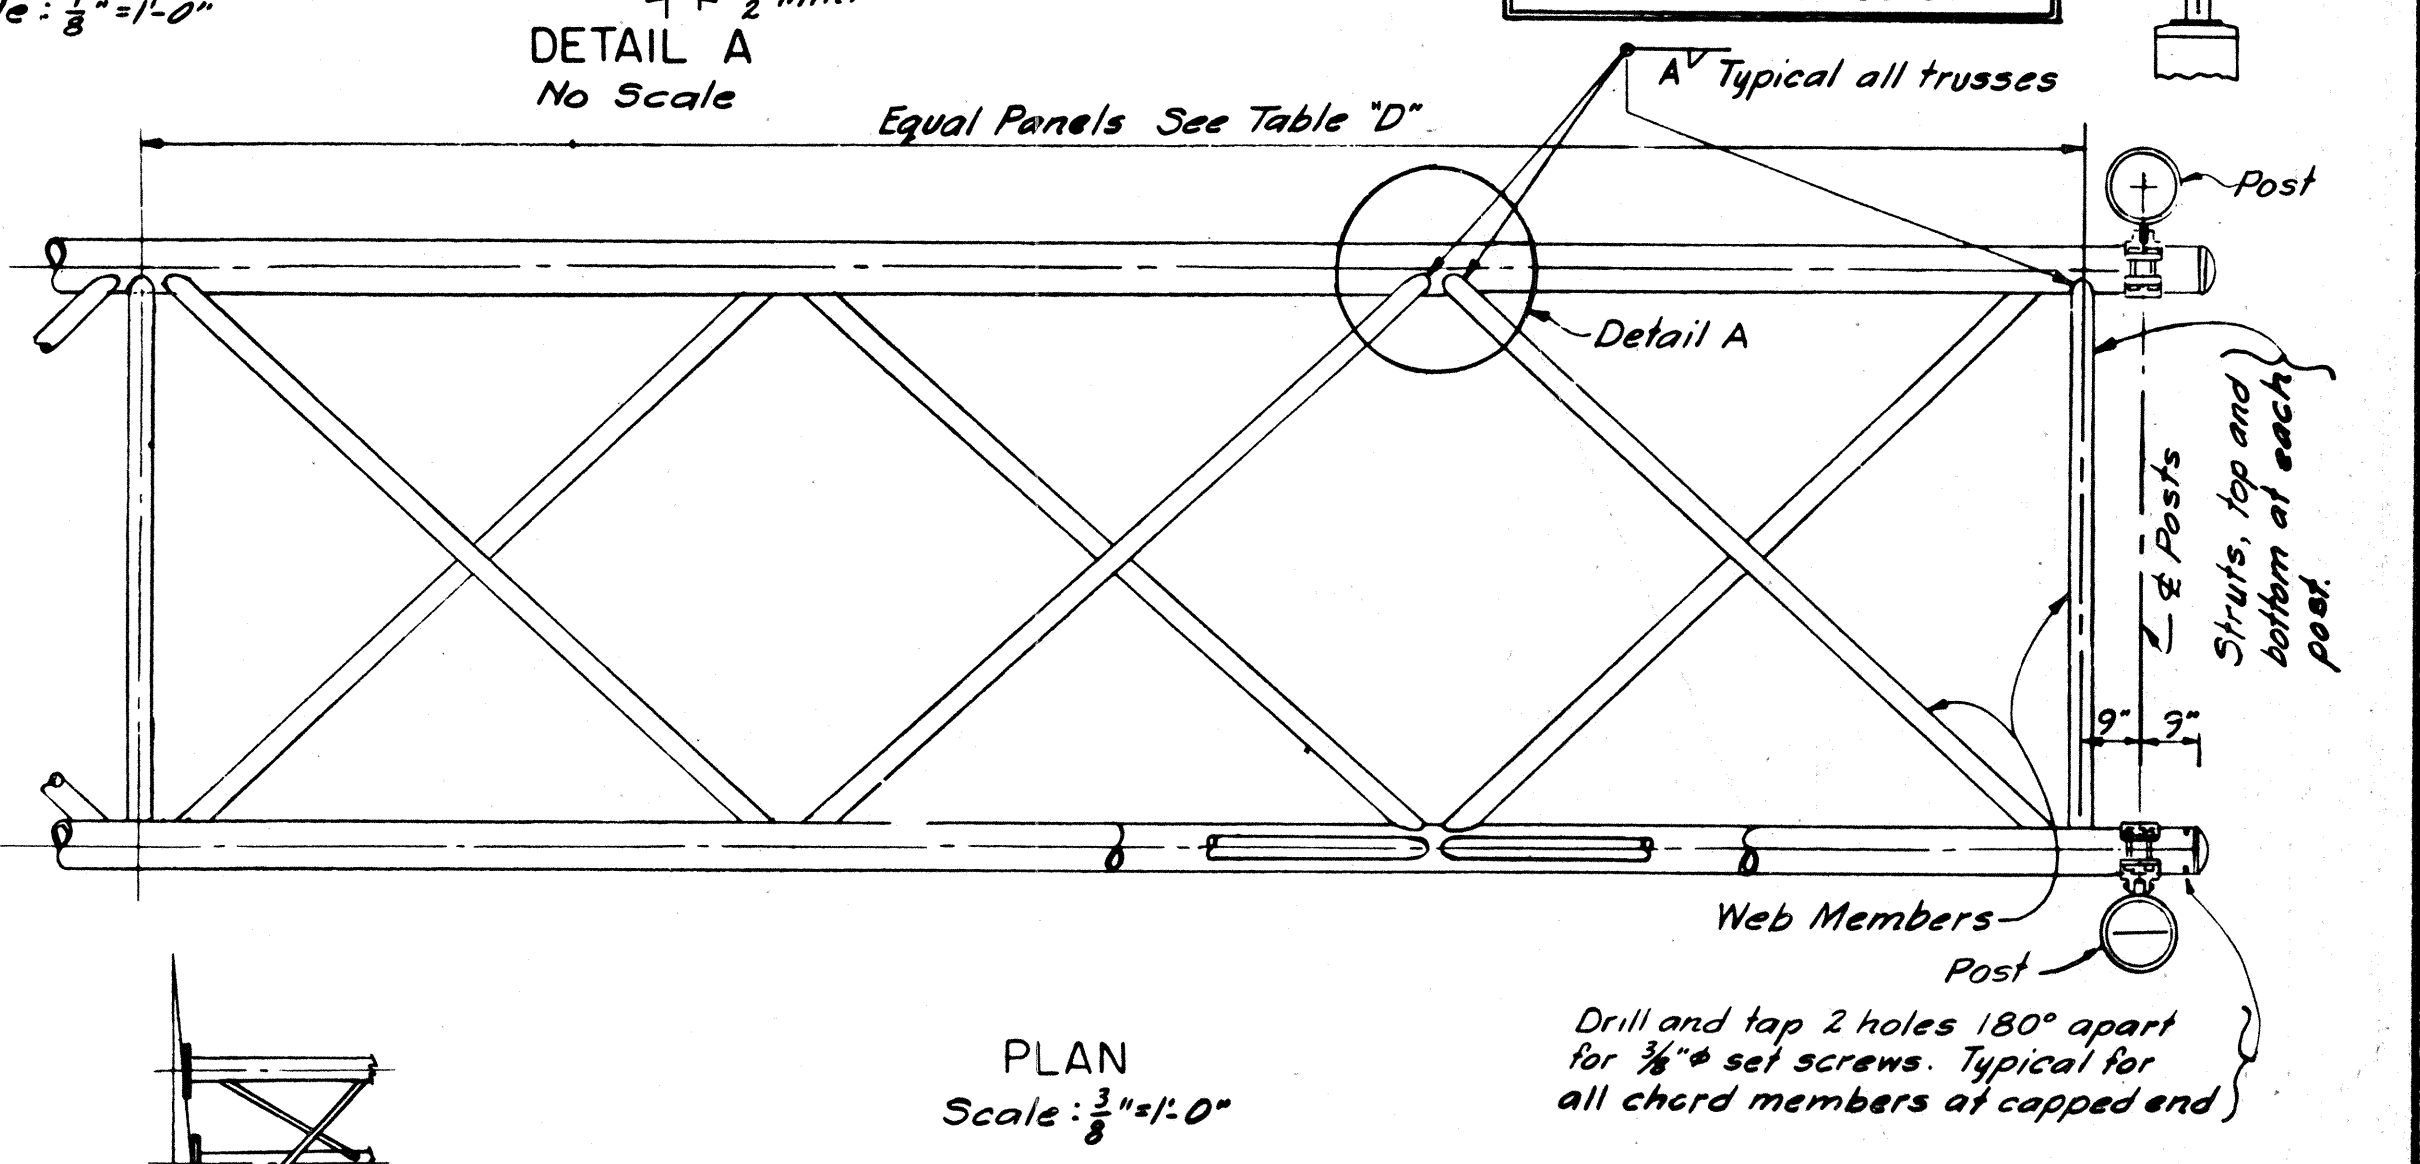 DETAIL A
No Scale
A Typical all trusses
Equal Panels See Table "D"
Post
Detail A
Struts, top and
bottom at each
post.
℄ Posts
9" 9"
Web Members
Post
Drill and tap 2 holes 180° apart
for 3/8"φ set screws. Typical for
all chord members at capped end
PLAN
Scale: 3/8"=1'-0"